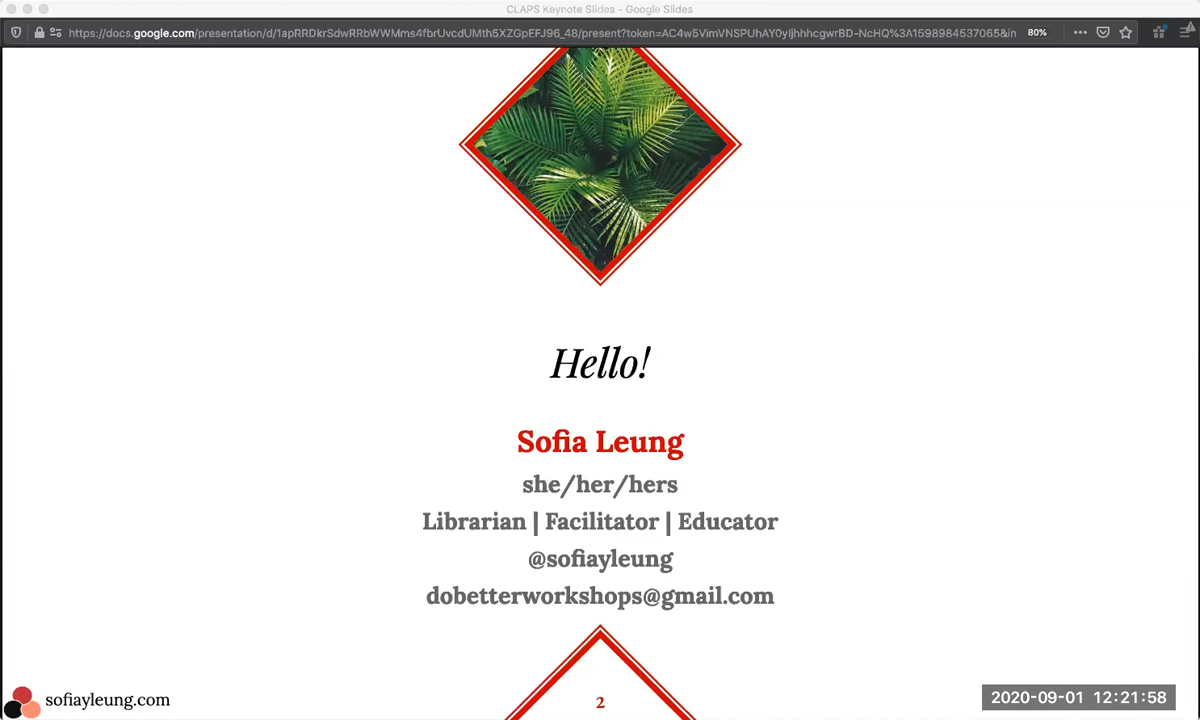 CLAPS Keynote Slides - Google Slides
https://docs.google.com/presentation/d/1apRRDkrSdwRRbWWMms4fbrUvcdUMth5XZGpEFJ96_48/present?token=AC4w5VimVNSPUhAY0yIjhhhcgwrBD-NcHQ%3A1598984537065&in 80%
Hello!
Sofia Leung
she/her/hers
Librarian | Facilitator | Educator
@sofiayleung
dobetterworkshops@gmail.com
2
sofiayleung.com
2020-09-01 12:21:58